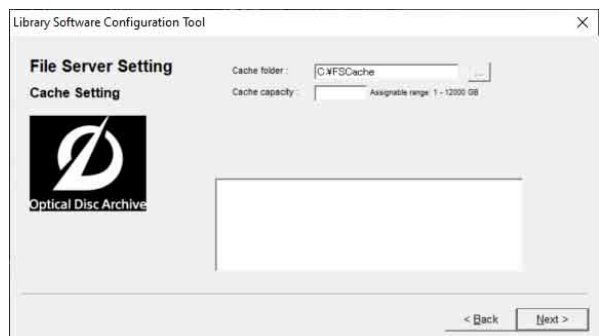 Library Software Configuration Tool
File Server Setting
Cache Setting
Cache folder :
C:¥FSCache
...
Cache capacity :
Assignable range 1 - 12000 GB
Optical Disc Archive
< Back
Next >